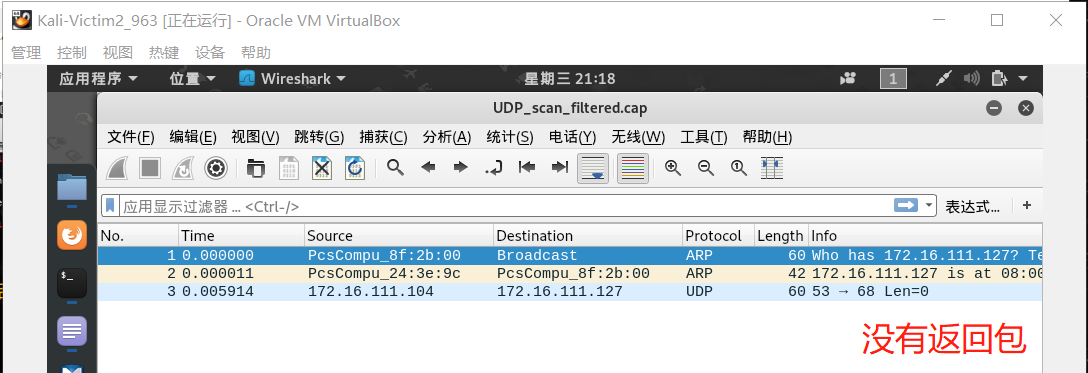 Kali-Victim2_963 [正在运行] - Oracle VM VirtualBox
管理 控制 视图 热键 设备 帮助
应用程序 位置 Wireshark 星期三 21:18 1
UDP_scan_filtered.cap
文件(F) 编辑(E) 视图(V) 跳转(G) 捕获(C) 分析(A) 统计(S) 电话(Y) 无线(W) 工具(T) 帮助(H)
应用显示过滤器 ... <Ctrl-/> 表达式… +
No. Time Source Destination Protocol Length Info
1 0.000000 PcsCompu_8f:2b:00 Broadcast ARP 60 Who has 172.16.111.127? Te
2 0.000011 PcsCompu_24:3e:9c PcsCompu_8f:2b:00 ARP 42 172.16.111.127 is at 08:00
3 0.005914 172.16.111.104 172.16.111.127 UDP 60 53 → 68 Len=0
没有返回包